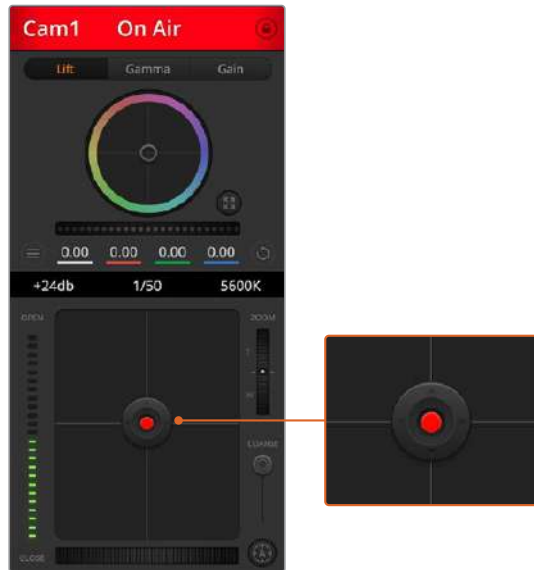 Cam1 On Air
Lift Gamma Gain
0.00 0.00 0.00 0.00
+24db 1/50 5600K
OPEN
ZOOM
T
W
COARSE
CLOSE
A